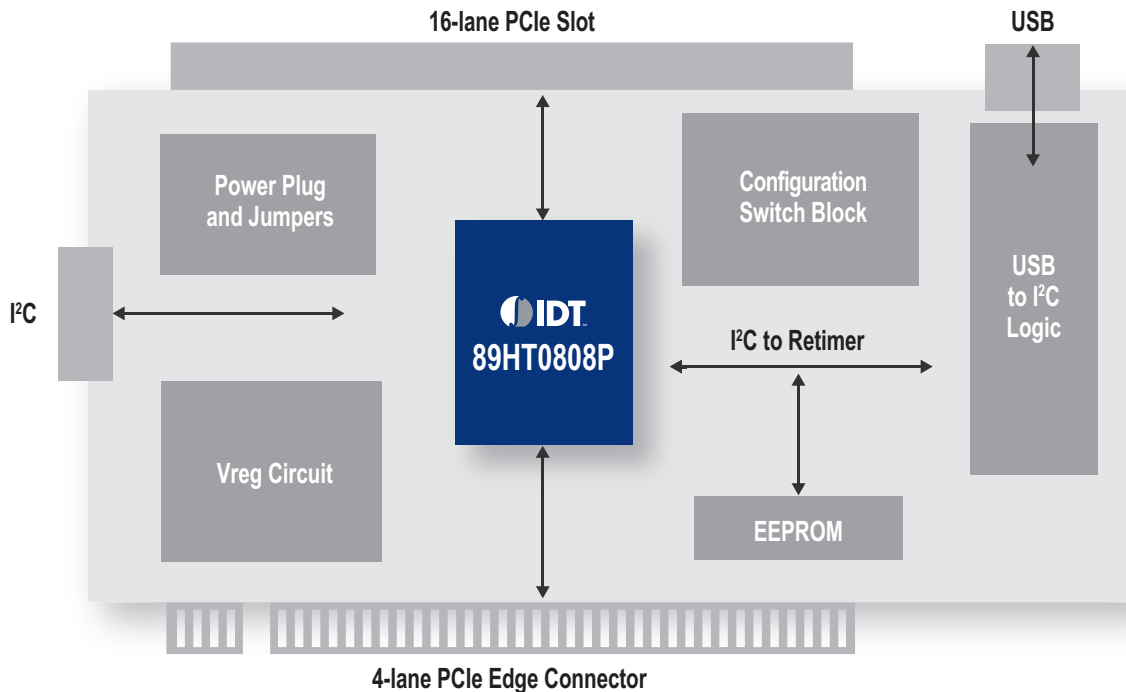 16-lane PCIe Slot
USB
Power Plug
and Jumpers
Configuration
Switch Block
USB
to I²C
Logic
I²C
IDT™
89HT0808P
I²C to Retimer
Vreg Circuit
EEPROM
4-lane PCIe Edge Connector